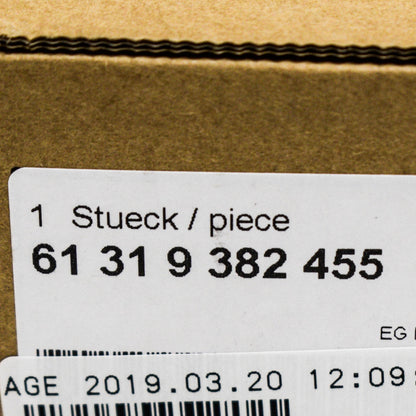 1 Stueck / piece
61 31 9 382 455
EG
AGE 2019.03.20 12:09